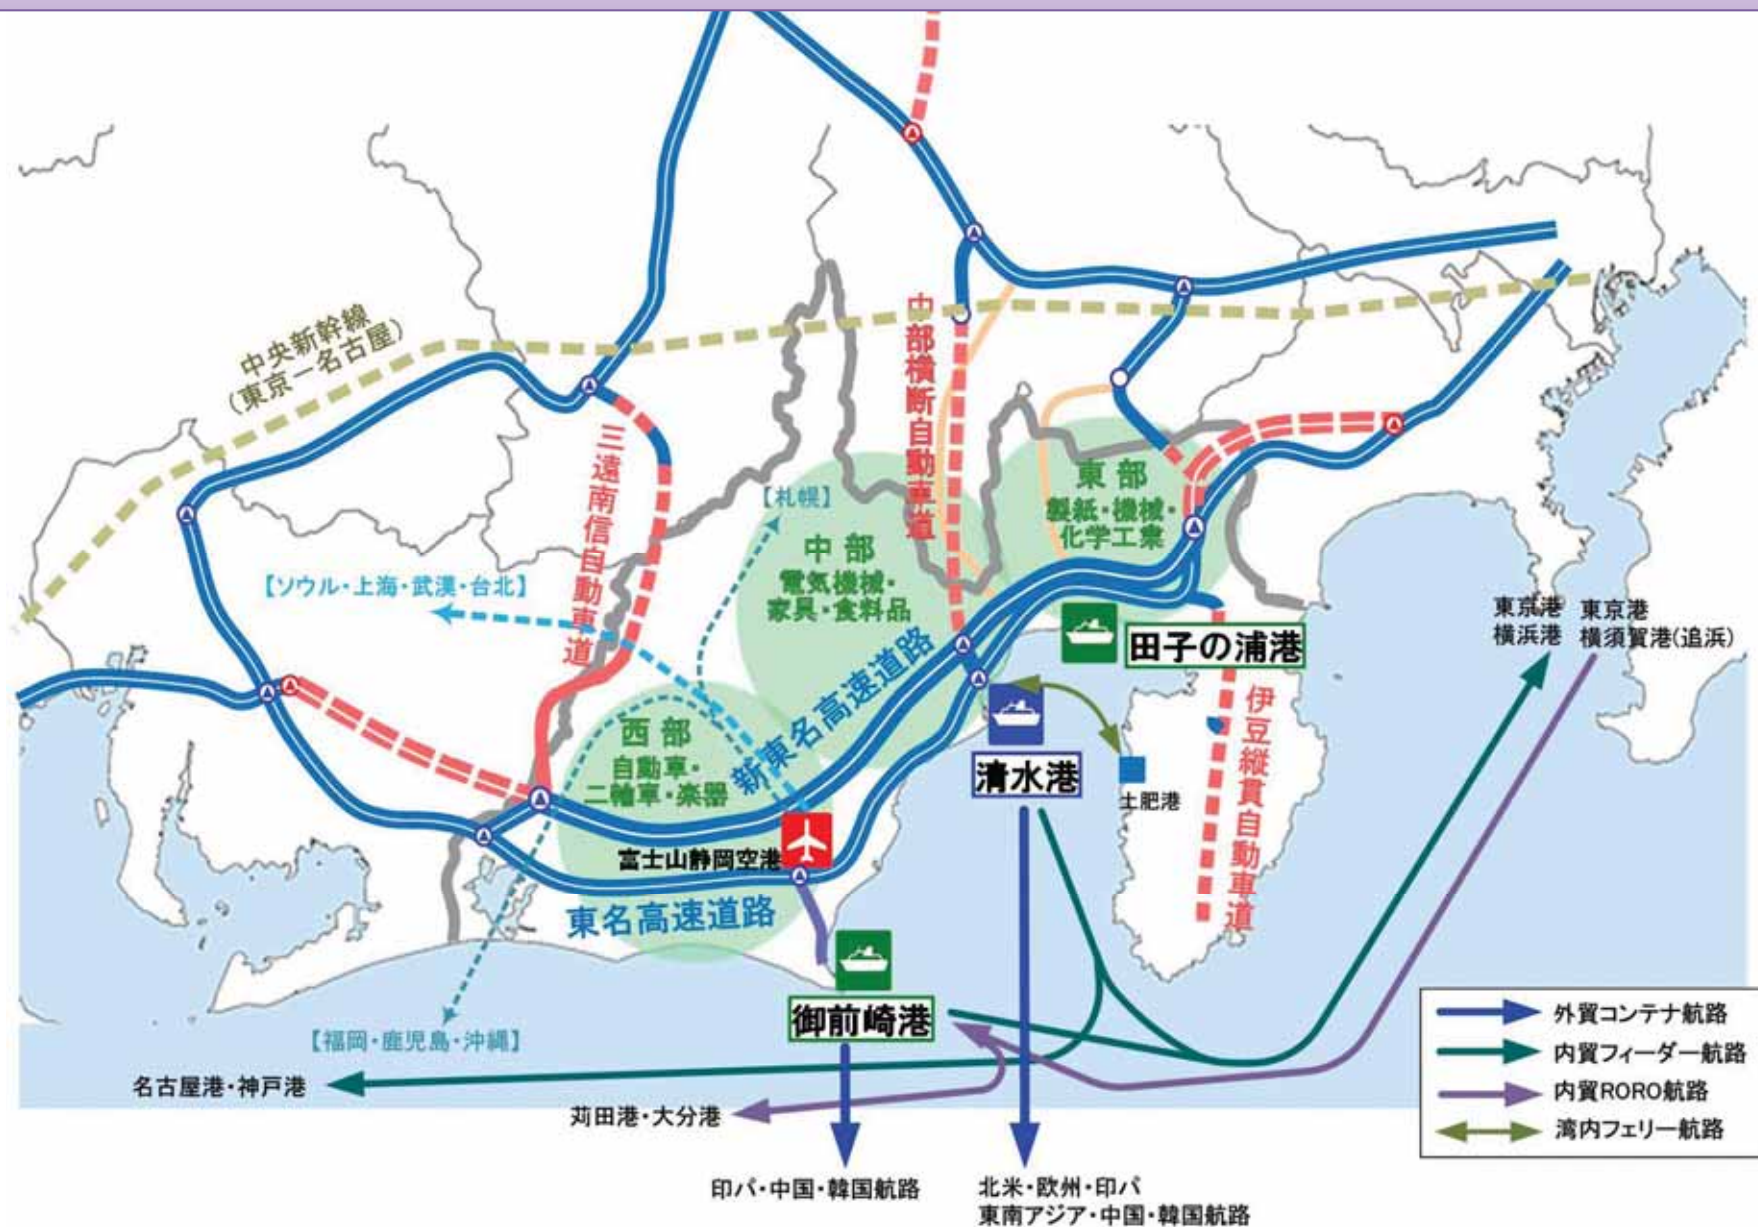 中央新幹線
(東京－名古屋)
中部横断自動車道
三遠南信自動車道
【札幌】
東部
製紙・機械・
化学工業
中部
電気機械・
家具・食料品
【ソウル・上海・武漢・台北】
東京港
横浜港
東京港
横須賀港(追浜)
田子の浦港
新東名高速道路
伊豆縦貫自動車道
西部
自動車・
二輪車・楽器
清水港
土肥港
富士山静岡空港
東名高速道路
御前崎港
【福岡・鹿児島・沖縄】
名古屋港・神戸港
苅田港・大分港
外貿コンテナ航路
内貿フィーダー航路
内貿RORO航路
湾内フェリー航路
印パ・中国・韓国航路
北米・欧州・印パ
東南アジア・中国・韓国航路